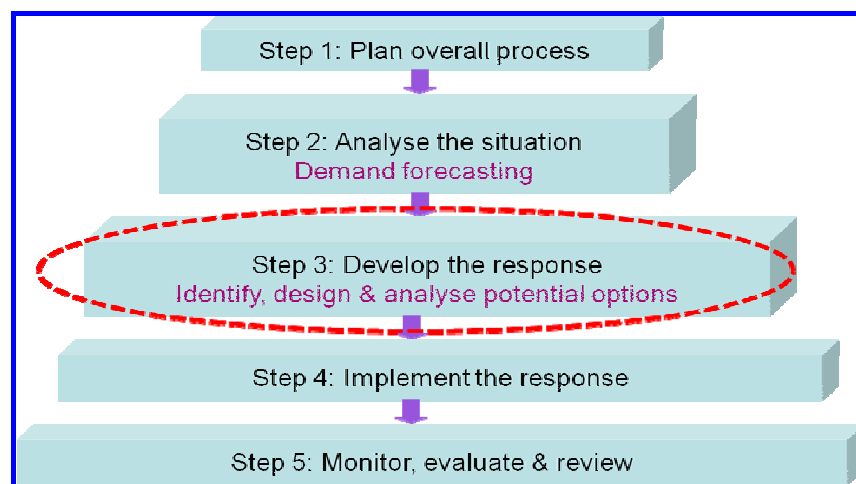 Step 1: Plan overall process
Step 2: Analyse the situation
Demand forecasting
Step 3: Develop the response
Identify, design & analyse potential options
Step 4: Implement the response
Step 5: Monitor, evaluate & review